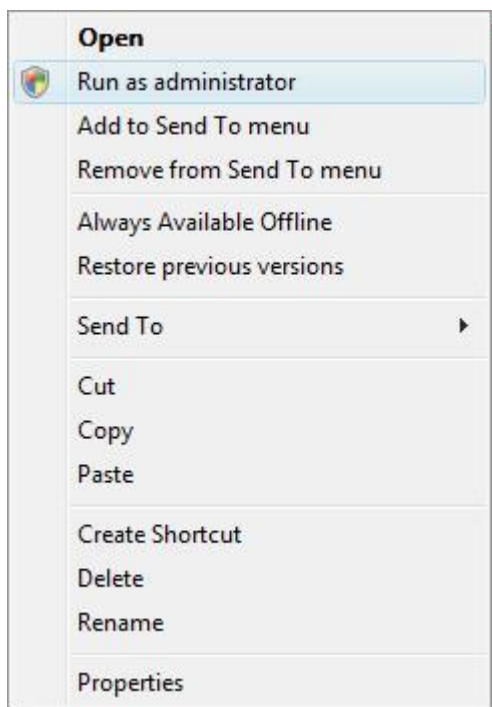 Open
Run as administrator
Add to Send To menu
Remove from Send To menu
Always Available Offline
Restore previous versions
Send To
Cut
Copy
Paste
Create Shortcut
Delete
Rename
Properties